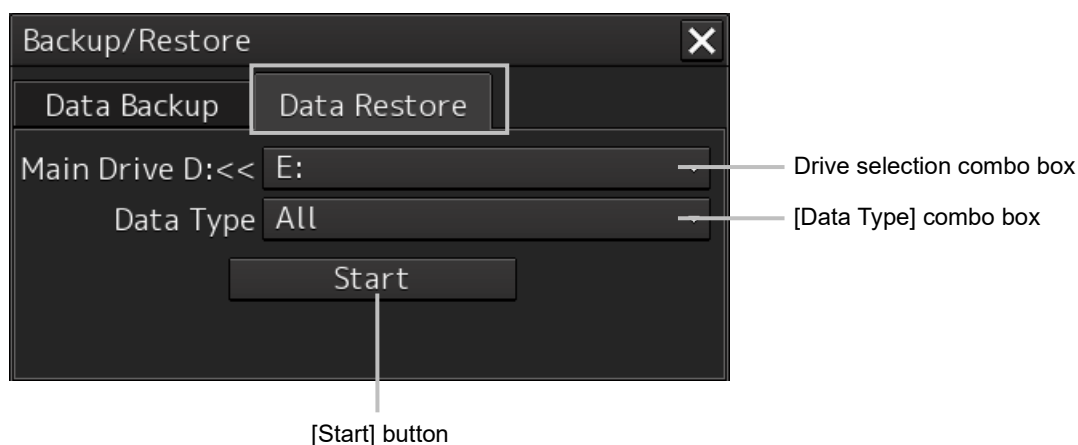 Backup/Restore
Data Backup
Data Restore
Main Drive D:<< E:
Drive selection combo box
Data Type All
[Data Type] combo box
Start
[Start] button